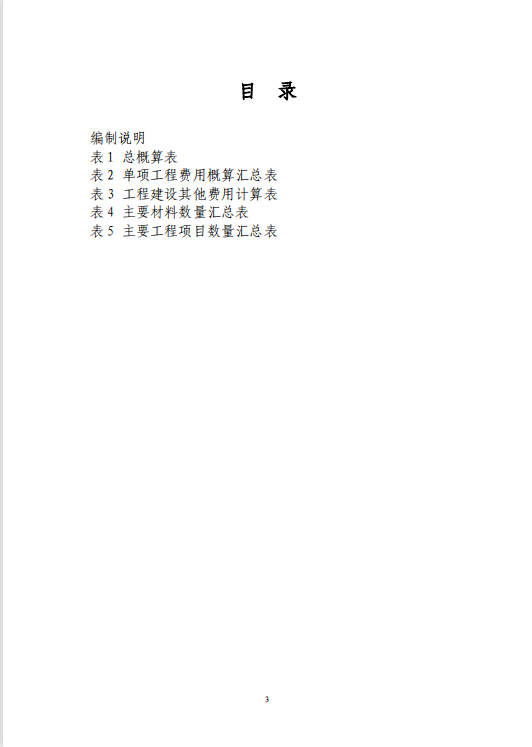 目 录
编制说明
表 1 总概算表
表 2 单项工程费用概算汇总表
表 3 工程建设其他费用计算表
表 4 主要材料数量汇总表
表 5 主要工程项目数量汇总表
3